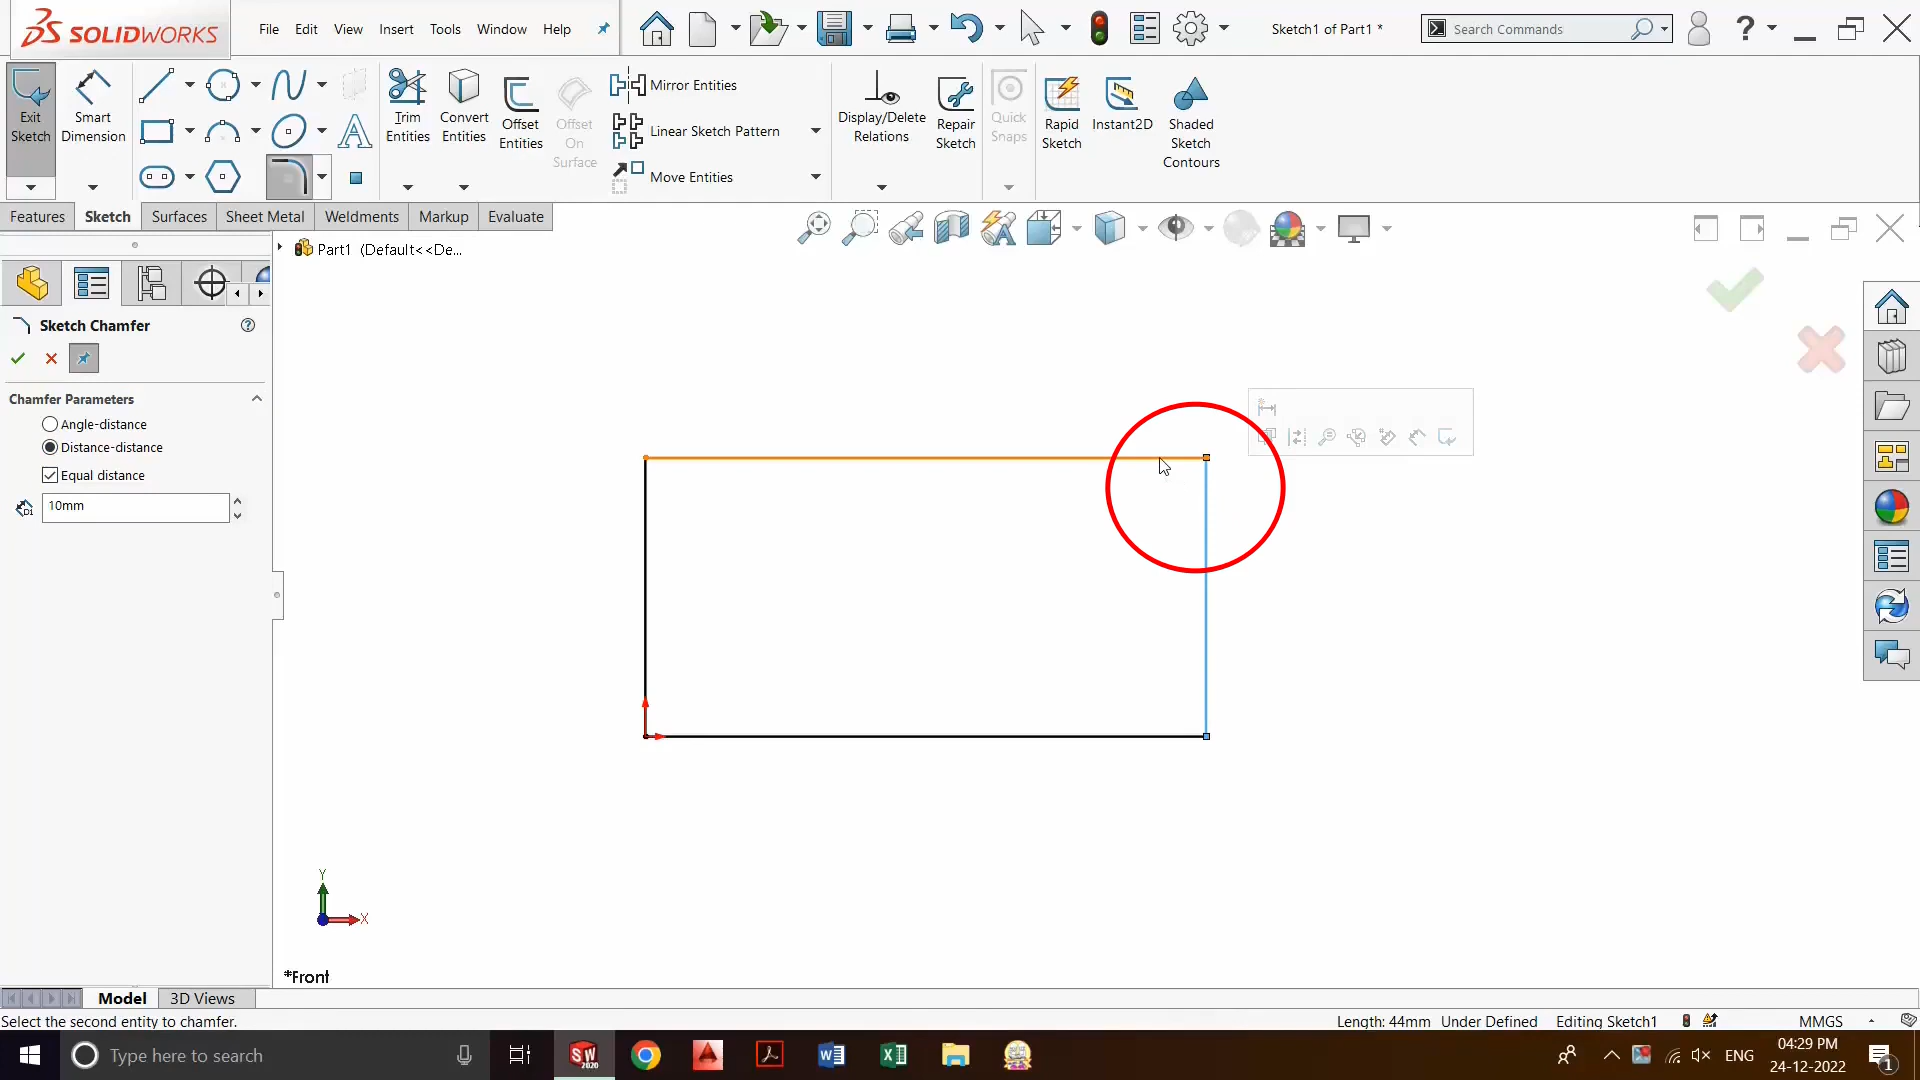 SOLIDWORKS
File Edit View Insert Tools Window Help
Sketch1 of Part1 *
Search Commands
Exit Sketch
Smart Dimension
Trim Entities
Convert Entities
Offset Entities
Offset On Surface
Mirror Entities
Linear Sketch Pattern
Move Entities
Display/Delete Relations
Repair Sketch
Quick Snaps
Rapid Sketch
Instant2D
Shaded Sketch Contours
Features Sketch Surfaces Sheet Metal Weldments Markup Evaluate
Part1 (Default<<De...
Sketch Chamfer
Chamfer Parameters
Angle-distance
Distance-distance
Equal distance
10mm
Y
X
*Front
Model 3D Views
Select the second entity to chamfer.
Length: 44mm Under Defined Editing Sketch1 MMGS
Type here to search
SW 2020
ENG
04:29 PM
24-12-2022
1